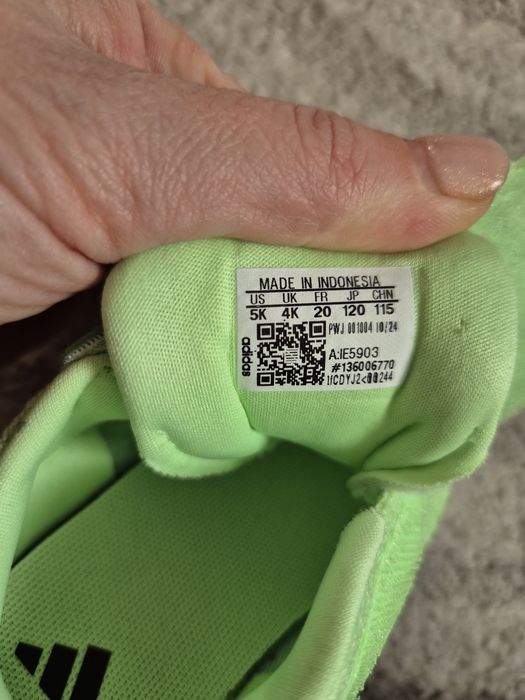 MADE IN INDONESIA
US UK FR JP CHN
5K 4K 20 120 115
PWJ 001004 10/24
adidas
A:IE5903
#136006770